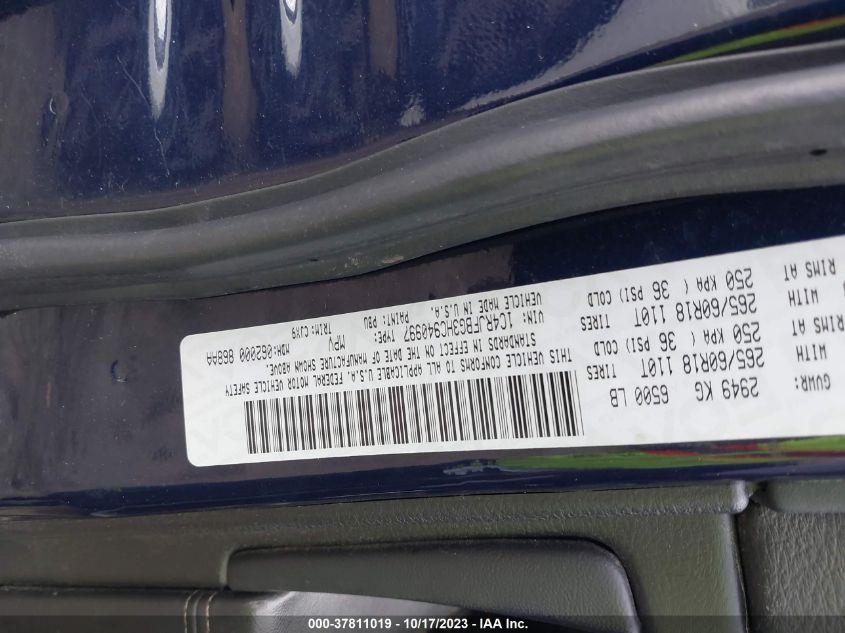 GVWR: 2949 KG 6500 LB
WITH 265/60R18 110T TIRES
RIMS AT 250 KPA ( 36 PSI) COLD
WITH 265/60R18 110T TIRES
RIMS AT 250 KPA ( 36 PSI) COLD
THIS VEHICLE CONFORMS TO ALL APPLICABLE U.S.A. FEDERAL MOTOR VEHICLE SAFETY
STANDARDS IN EFFECT ON THE DATE OF MANUFACTURE SHOWN ABOVE.
VIN: 1C4RJFBG3HC940997 TYPE: MPV MDH:062000 868AA
VEHICLE MADE IN U.S.A. PAINT: PBU TRIM:CJX9
000-37811019 - 10/17/2023 - IAAI Inc.